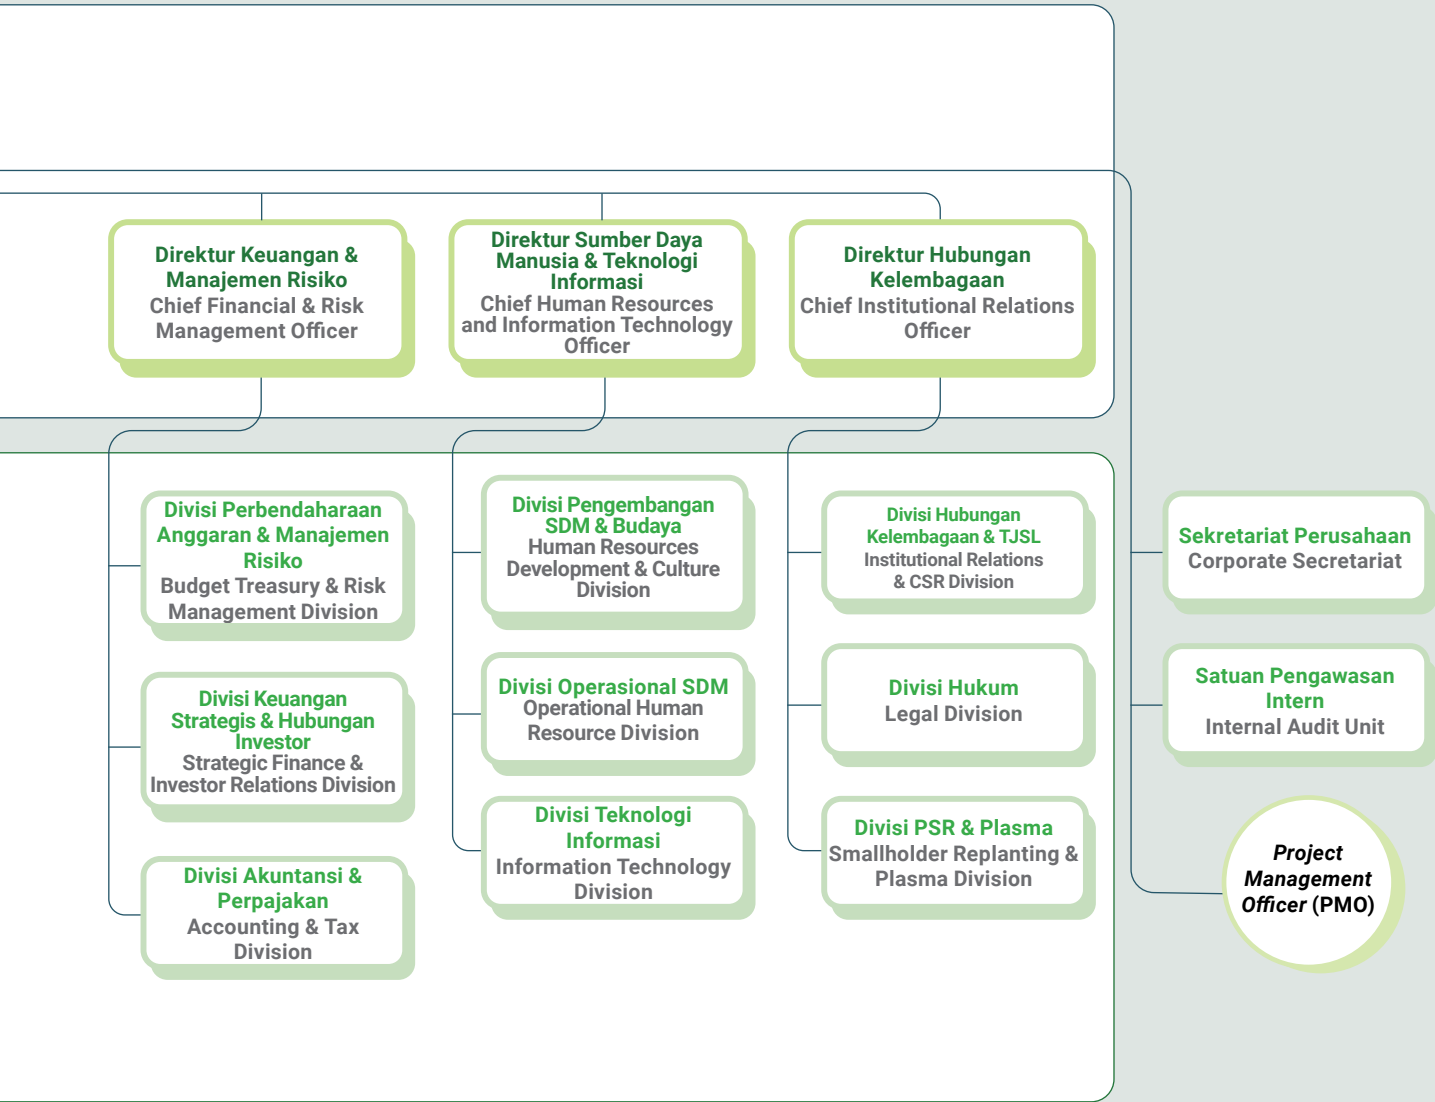 Direktur Keuangan &
Manajemen Risiko
Chief Financial & Risk
Management Officer
Direktur Sumber Daya
Manusia & Teknologi
Informasi
Chief Human Resources
and Information Technology
Officer
Direktur Hubungan
Kelembagaan
Chief Institutional Relations
Officer
Divisi Perbendaharaan
Anggaran & Manajemen
Risiko
Budget Treasury & Risk
Management Division
Divisi Keuangan
Strategis & Hubungan
Investor
Strategic Finance &
Investor Relations Division
Divisi Akuntansi &
Perpajakan
Accounting & Tax
Division
Divisi Pengembangan
SDM & Budaya
Human Resources
Development & Culture
Division
Divisi Operasional SDM
Operational Human
Resource Division
Divisi Teknologi
Informasi
Information Technology
Division
Divisi Hubungan
Kelembagaan & TJSL
Institutional Relations
& CSR Division
Divisi Hukum
Legal Division
Divisi PSR & Plasma
Smallholder Replanting &
Plasma Division
Sekretariat Perusahaan
Corporate Secretariat
Satuan Pengawasan
Intern
Internal Audit Unit
Project
Management
Officer (PMO)